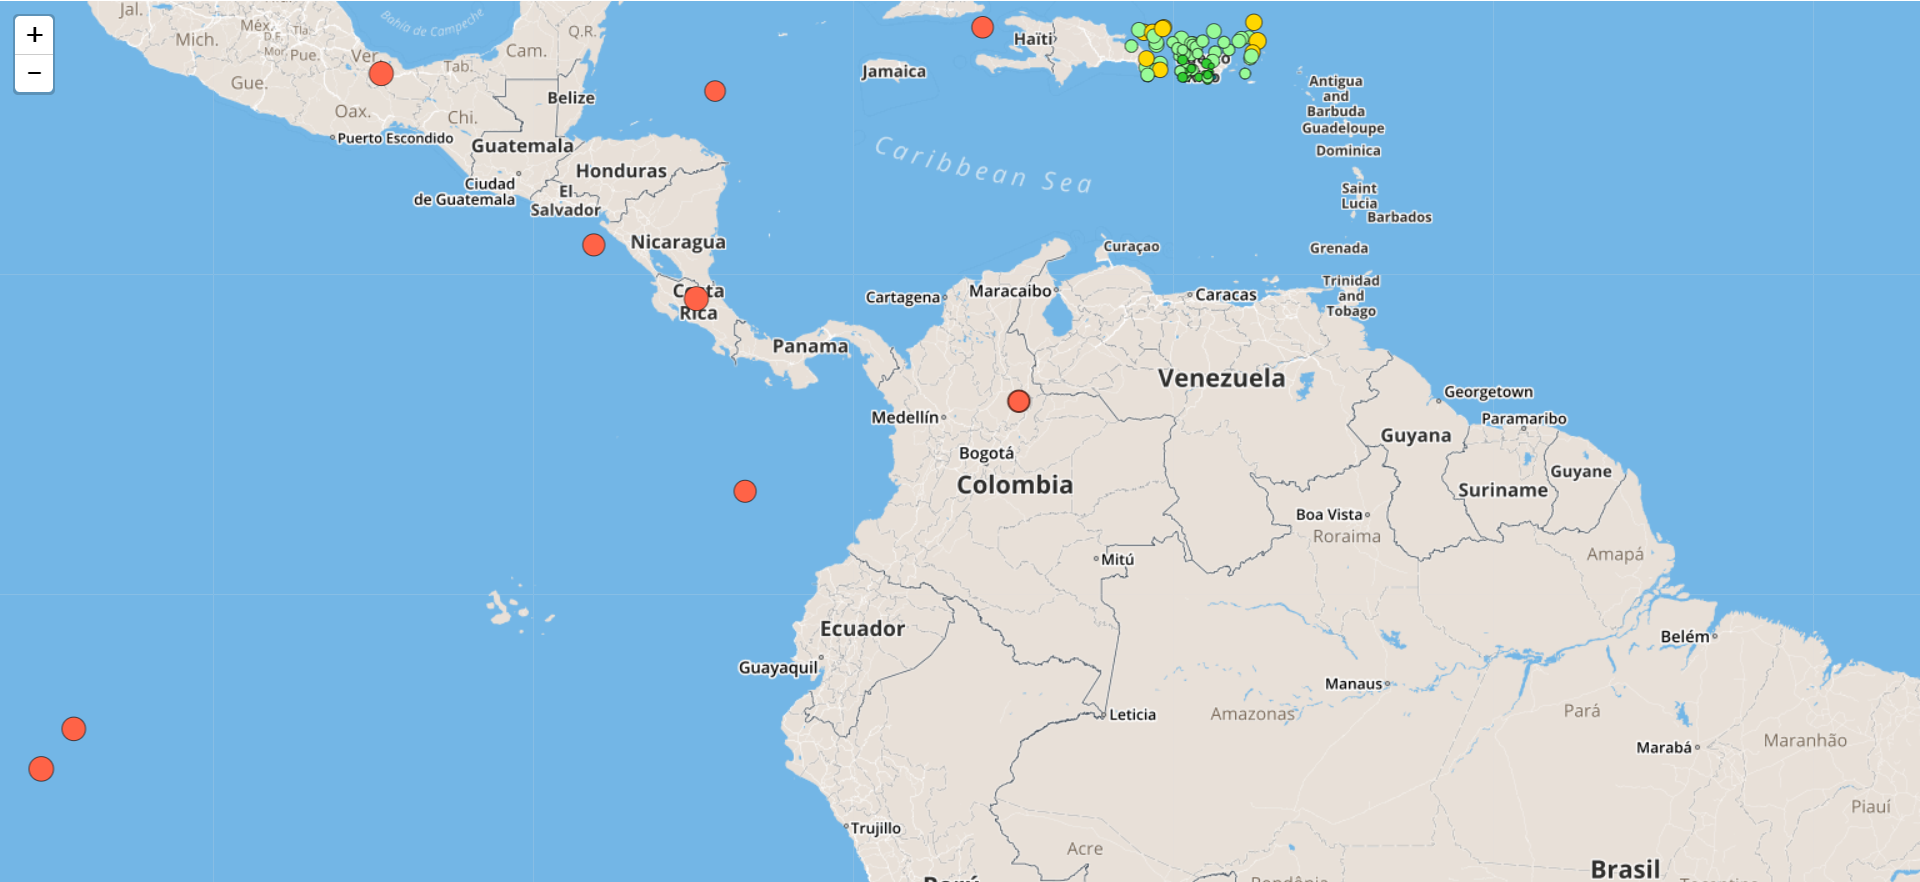 +
−
Jal.
Mich.
Méx.
D.F.
Mor.
Tla.
Pue.
Ver.
Gue.
Oax.
Bahía de Campeche
Tab.
Chi.
Cam.
Q.R.
Puerto Escondido
Belize
Guatemala
Ciudad
de Guatemala
Honduras
El
Salvador
Nicaragua
Rica
Panama
Jamaica
Haïti
Caribbean Sea
Antigua
and
Barbuda
Guadeloupe
Dominica
Saint
Lucia
Barbados
Grenada
Trinidad
and
Tobago
Curaçao
Cartagena
Maracaibo
Caracas
Venezuela
Medellín
Bogotá
Colombia
Georgetown
Paramaribo
Guyana
Suriname
Guyane
Boa Vista
Roraima
Amapá
Mitú
Ecuador
Guayaquil
Leticia
Amazonas
Manaus
Belém
Pará
Marabá
Maranhão
Piauí
Trujillo
Acre
Brasil